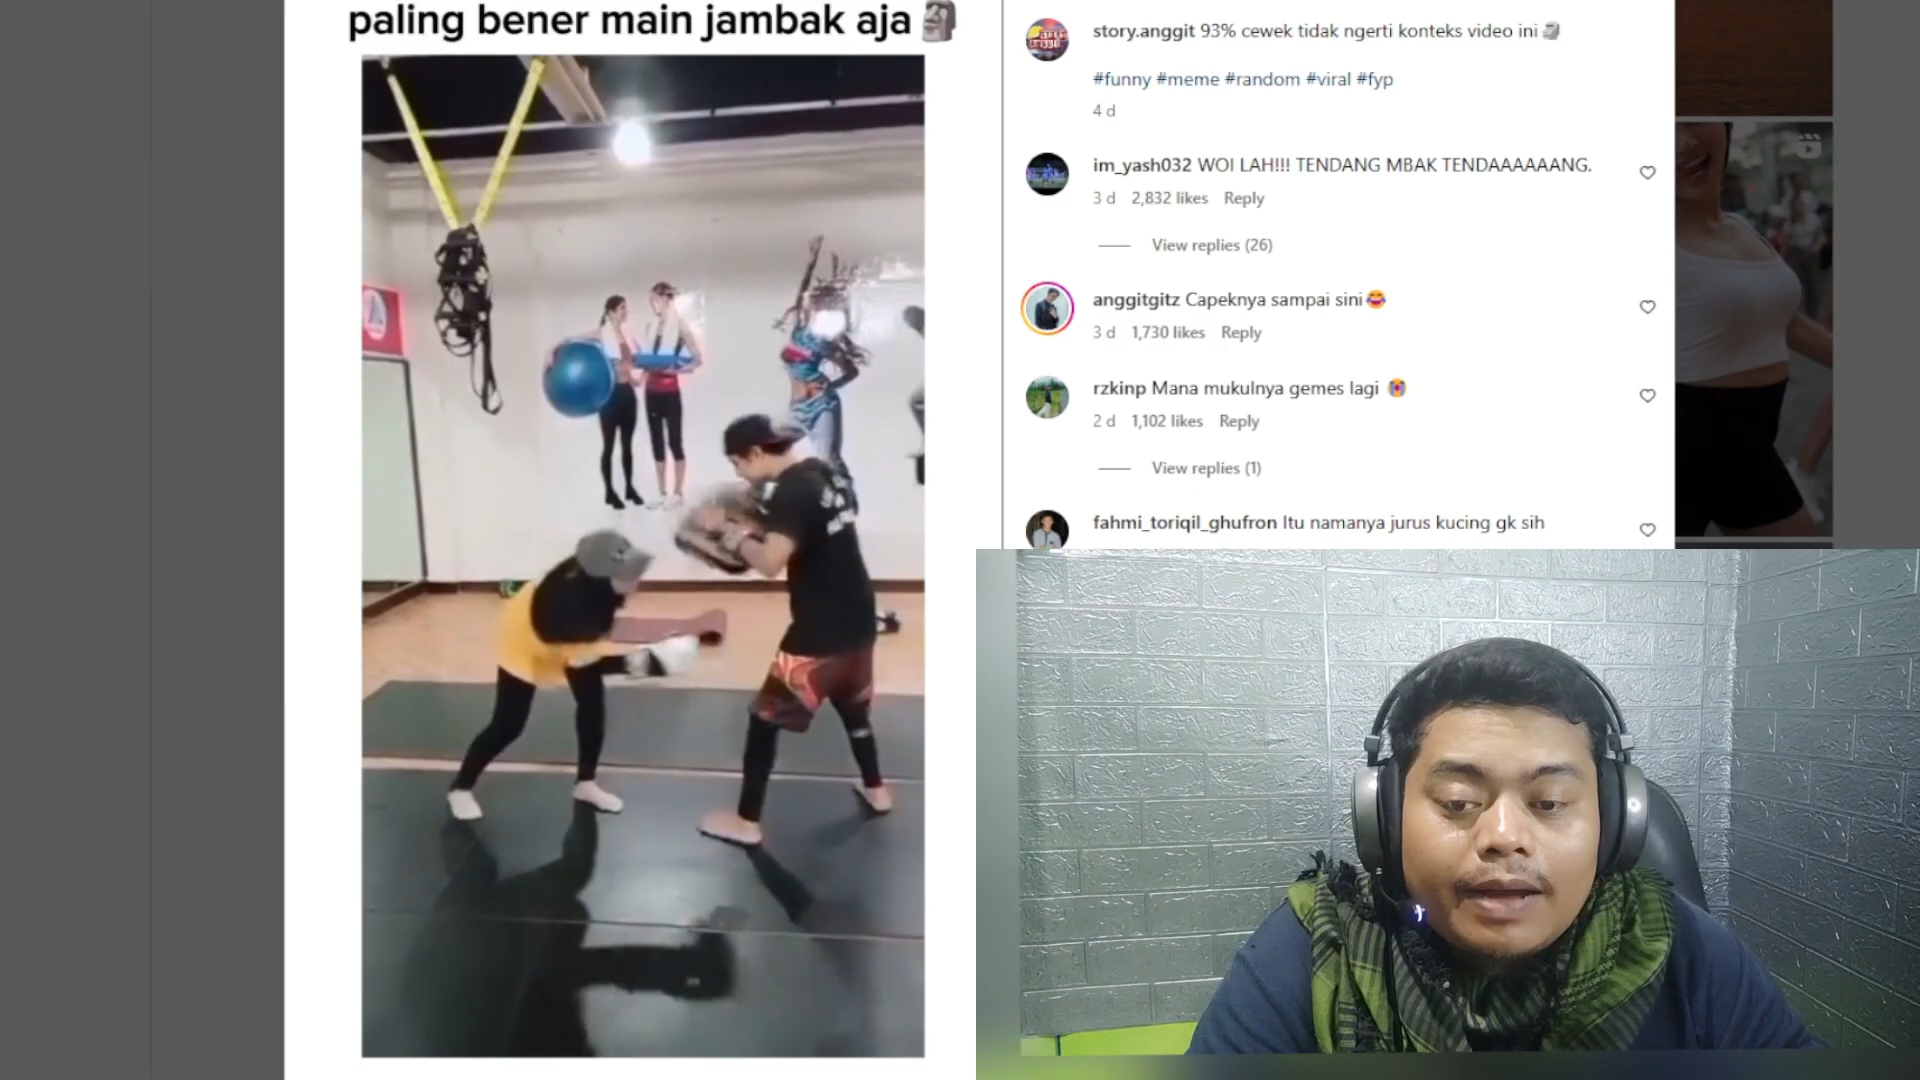 paling bener main jambak aja🗿
story.anggit 93% cewek tidak ngerti konteks video ini🗿
#funny #meme #random #viral #fyp
4 d
im_yash032 WOI LAH!!! TENDANG MBAK TENDAAAAAANG.
3 d 2,832 likes Reply
View replies (26)
anggitgitz Capeknya sampai sini😂
3 d 1,730 likes Reply
rzkinp Mana mukulnya gemes lagi 😭
2 d 1,102 likes Reply
View replies (1)
fahmi_toriqil_ghufron Itu namanya jurus kucing gk sih